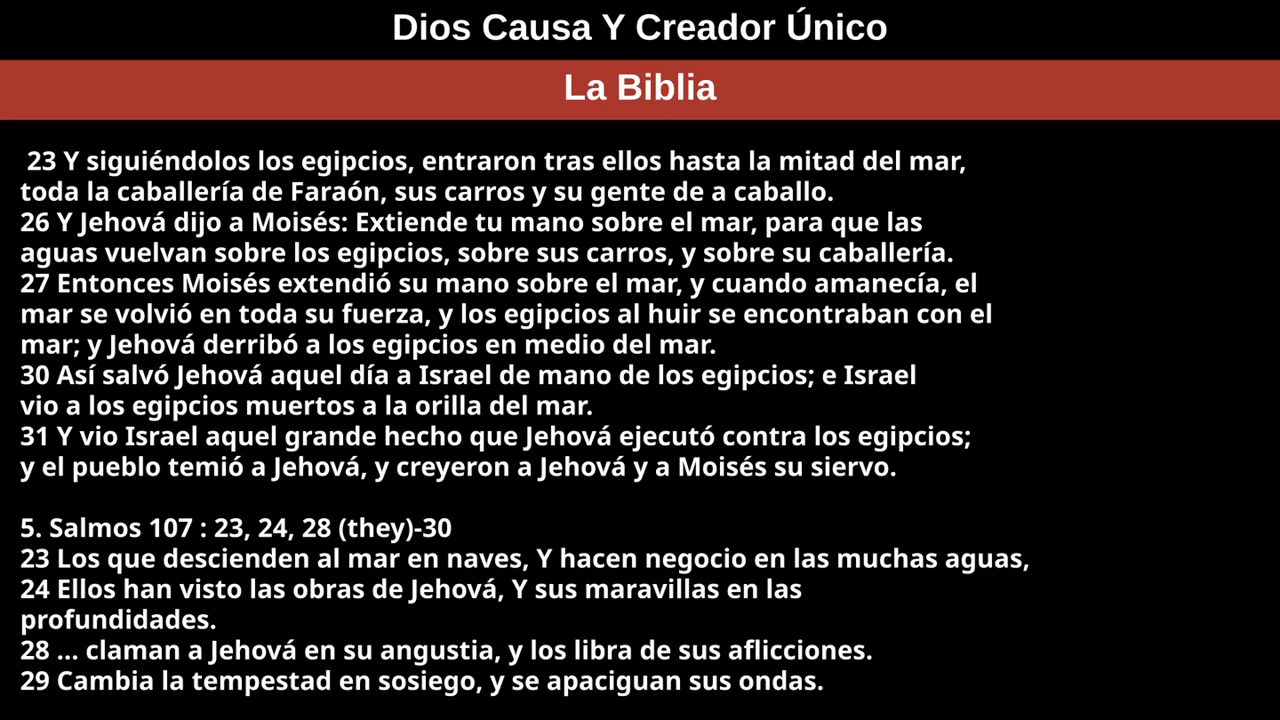 Dios Causa Y Creador Único
La Biblia
23 Y siguiéndolos los egipcios, entraron tras ellos hasta la mitad del mar,
toda la caballería de Faraón, sus carros y su gente de a caballo.
26 Y Jehová dijo a Moisés: Extiende tu mano sobre el mar, para que las
aguas vuelvan sobre los egipcios, sobre sus carros, y sobre su caballería.
27 Entonces Moisés extendió su mano sobre el mar, y cuando amanecía, el
mar se volvió en toda su fuerza, y los egipcios al huir se encontraban con el
mar; y Jehová derribó a los egipcios en medio del mar.
30 Así salvó Jehová aquel día a Israel de mano de los egipcios; e Israel
vio a los egipcios muertos a la orilla del mar.
31 Y vio Israel aquel grande hecho que Jehová ejecutó contra los egipcios;
y el pueblo temió a Jehová, y creyeron a Jehová y a Moisés su siervo.
5. Salmos 107 : 23, 24, 28 (they)-30
23 Los que descienden al mar en naves, Y hacen negocio en las muchas aguas,
24 Ellos han visto las obras de Jehová, Y sus maravillas en las
profundidades.
28 ... claman a Jehová en su angustia, y los libra de sus aflicciones.
29 Cambia la tempestad en sosiego, y se apaciguan sus ondas.